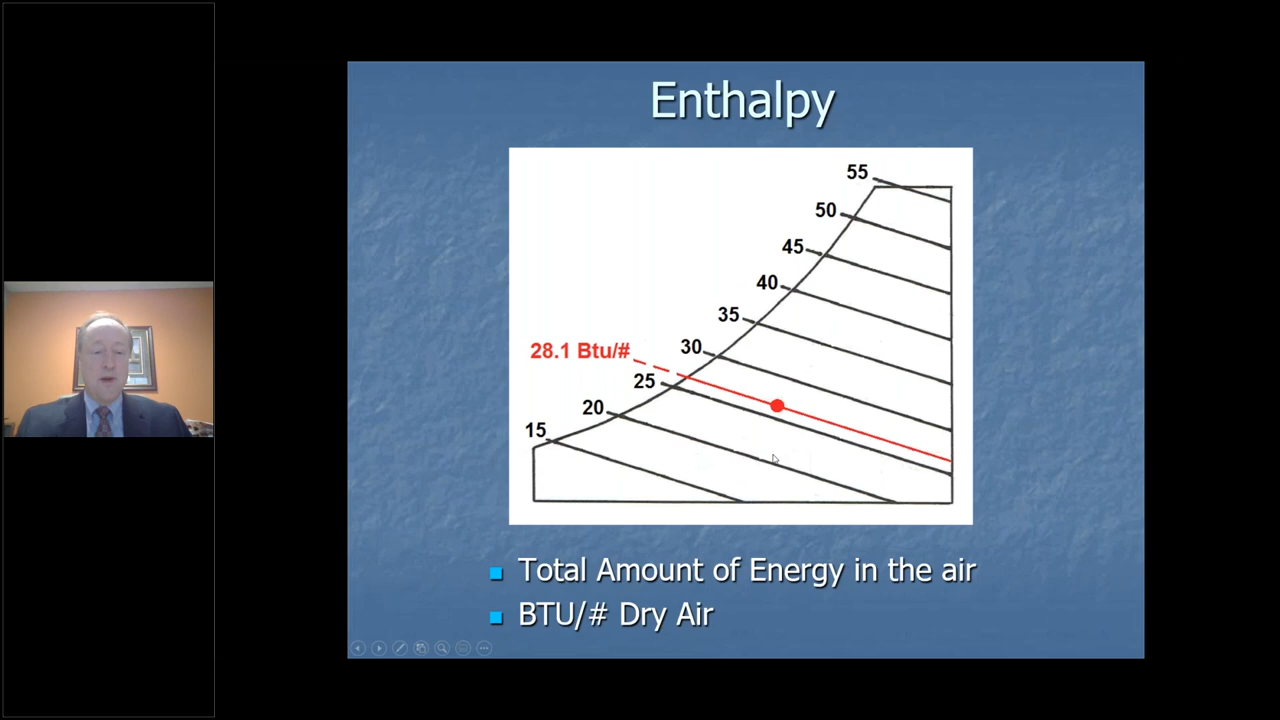 Enthalpy
55
50
45
40
35
28.1 Btu/#
30
25
20
15
Total Amount of Energy in the air
BTU/# Dry Air